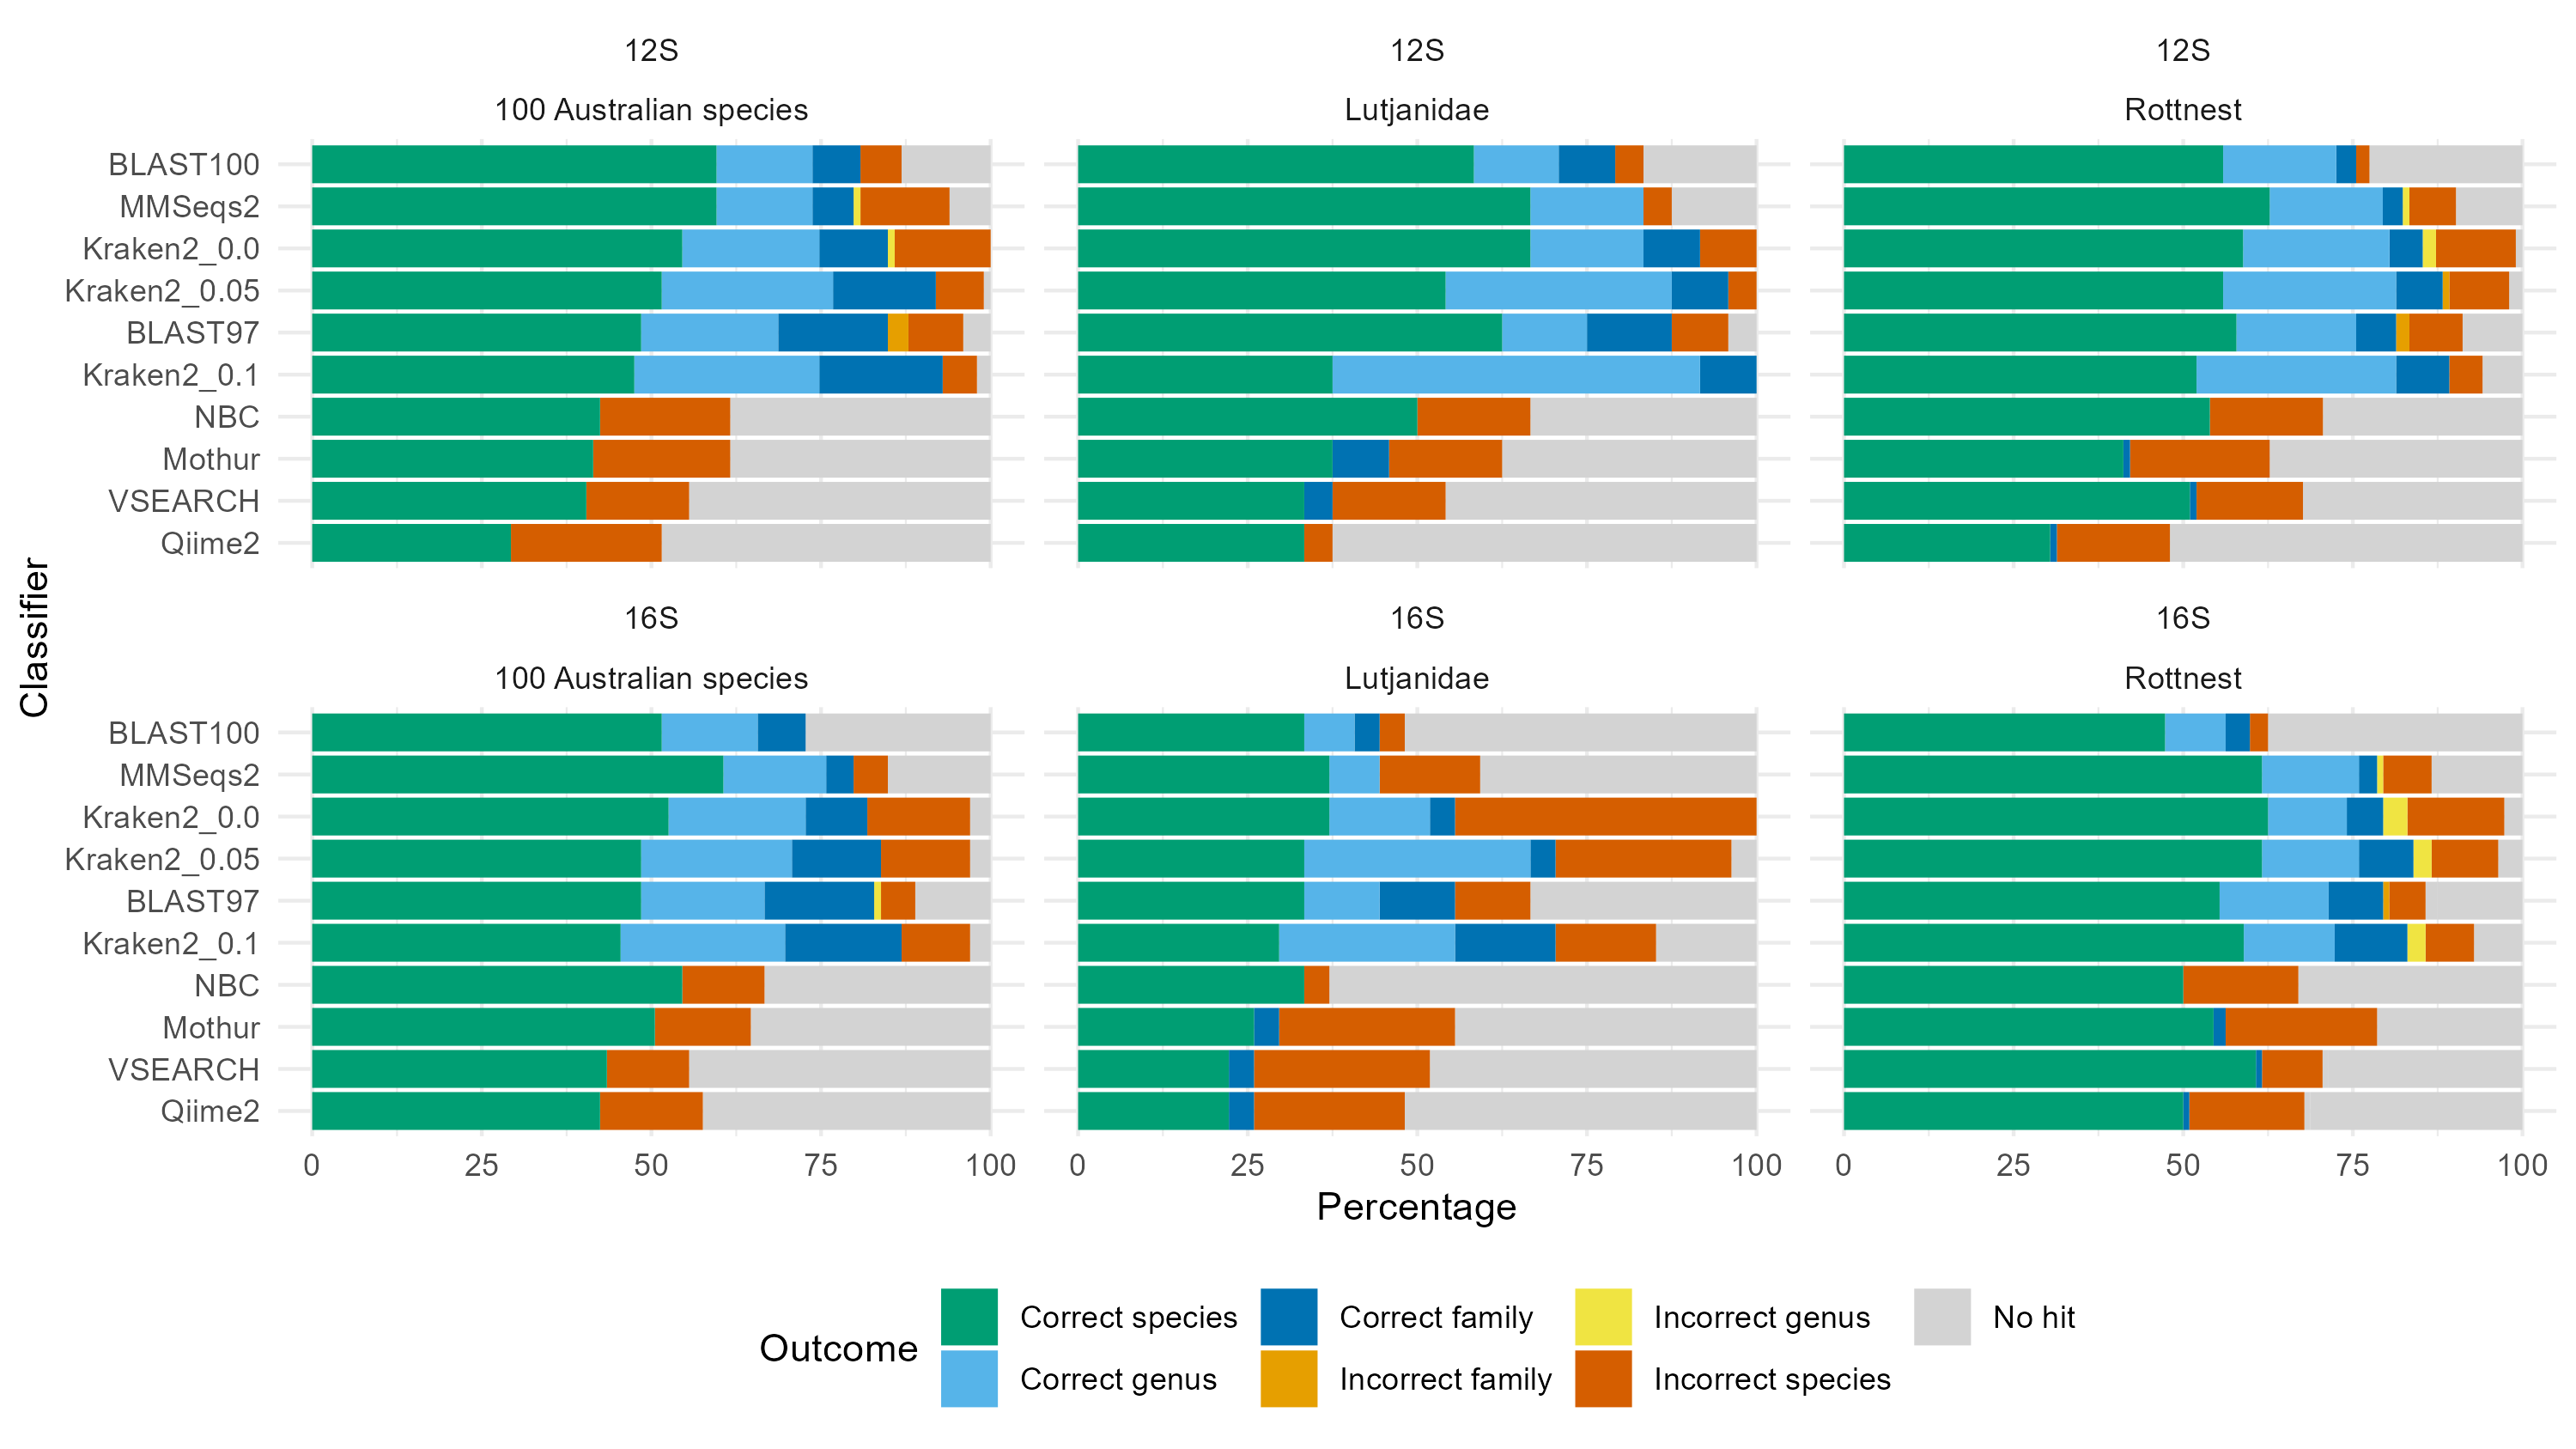 12S
12S
12S
100 Australian species
Lutjanidae
Rottnest
BLAST100
MMSeqs2
Kraken2_0.0
Kraken2_0.05
BLAST97
Kraken2_0.1
NBC
Mothur
VSEARCH
Qiime2
Classifier
16S
16S
16S
100 Australian species
Lutjanidae
Rottnest
BLAST100
MMSeqs2
Kraken2_0.0
Kraken2_0.05
BLAST97
Kraken2_0.1
NBC
Mothur
VSEARCH
Qiime2
0 25 50 75 100
0 25 50 75 100
0 25 50 75 100
Percentage
Outcome
Correct species
Correct family
Incorrect genus
No hit
Correct genus
Incorrect family
Incorrect species